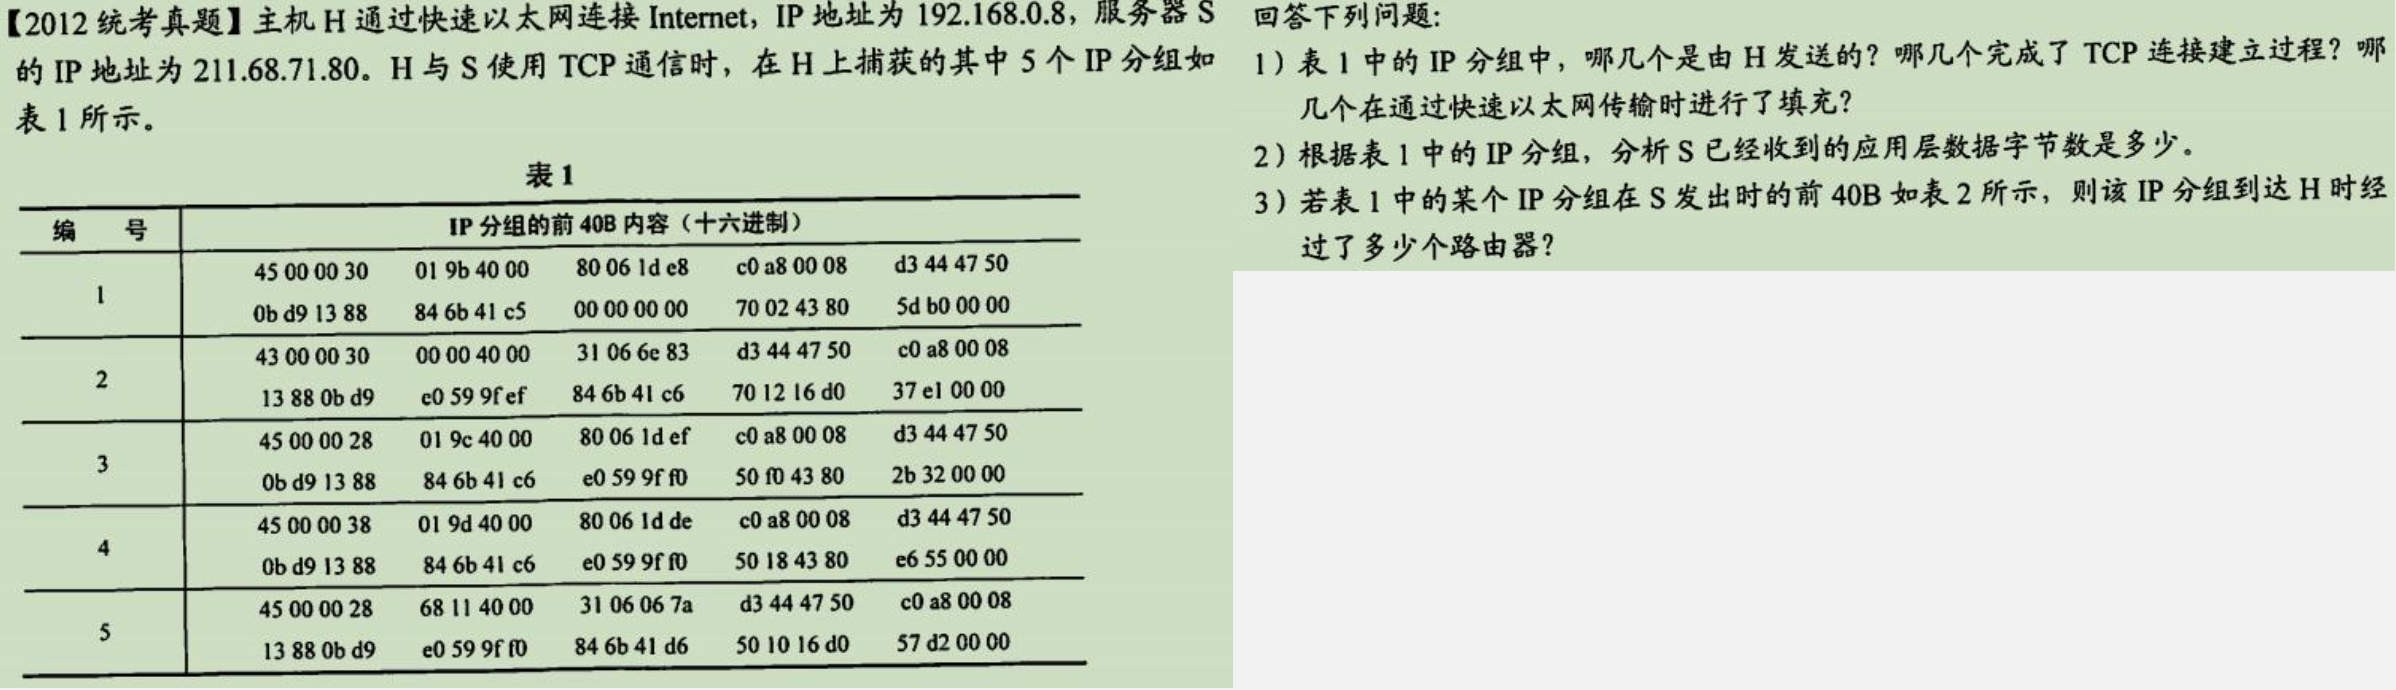 【2012 统考真题】主机 H 通过快速以太网连接 Internet，IP 地址为 192.168.0.8，服务器 S
的 IP 地址为 211.68.71.80。H 与 S 使用 TCP 通信时，在 H 上捕获的其中 5 个 IP 分组如
表 1 所示。
表 1
编 号 IP 分组的前 40B 内容（十六进制）
1
45 00 00 30 01 9b 40 00 80 06 1d e8 c0 a8 00 08 d3 44 47 50
0b d9 13 88 84 6b 41 c5 00 00 00 00 70 02 43 80 5d b0 00 00
2
43 00 00 30 00 00 40 00 31 06 6e 83 d3 44 47 50 c0 a8 00 08
13 88 0b d9 e0 59 9f ef 84 6b 41 c6 70 12 16 d0 37 e1 00 00
3
45 00 00 28 01 9c 40 00 80 06 1d ef c0 a8 00 08 d3 44 47 50
0b d9 13 88 84 6b 41 c6 e0 59 9f f0 50 f0 43 80 2b 32 00 00
4
45 00 00 38 01 9d 40 00 80 06 1d de c0 a8 00 08 d3 44 47 50
0b d9 13 88 84 6b 41 c6 e0 59 9f f0 50 18 43 80 e6 55 00 00
5
45 00 00 28 68 11 40 00 31 06 06 7a d3 44 47 50 c0 a8 00 08
13 88 0b d9 e0 59 9f f0 84 6b 41 d6 50 10 16 d0 57 d2 00 00
回答下列问题：
1）表 1 中的 IP 分组中，哪几个是由 H 发送的？哪几个完成了 TCP 连接建立过程？哪
几个在通过快速以太网传输时进行了填充？
2）根据表 1 中的 IP 分组，分析 S 已经收到的应用层数据字节数是多少。
3）若表 1 中的某个 IP 分组在 S 发出时的前 40B 如表 2 所示，则该 IP 分组到达 H 时经
过了多少个路由器？